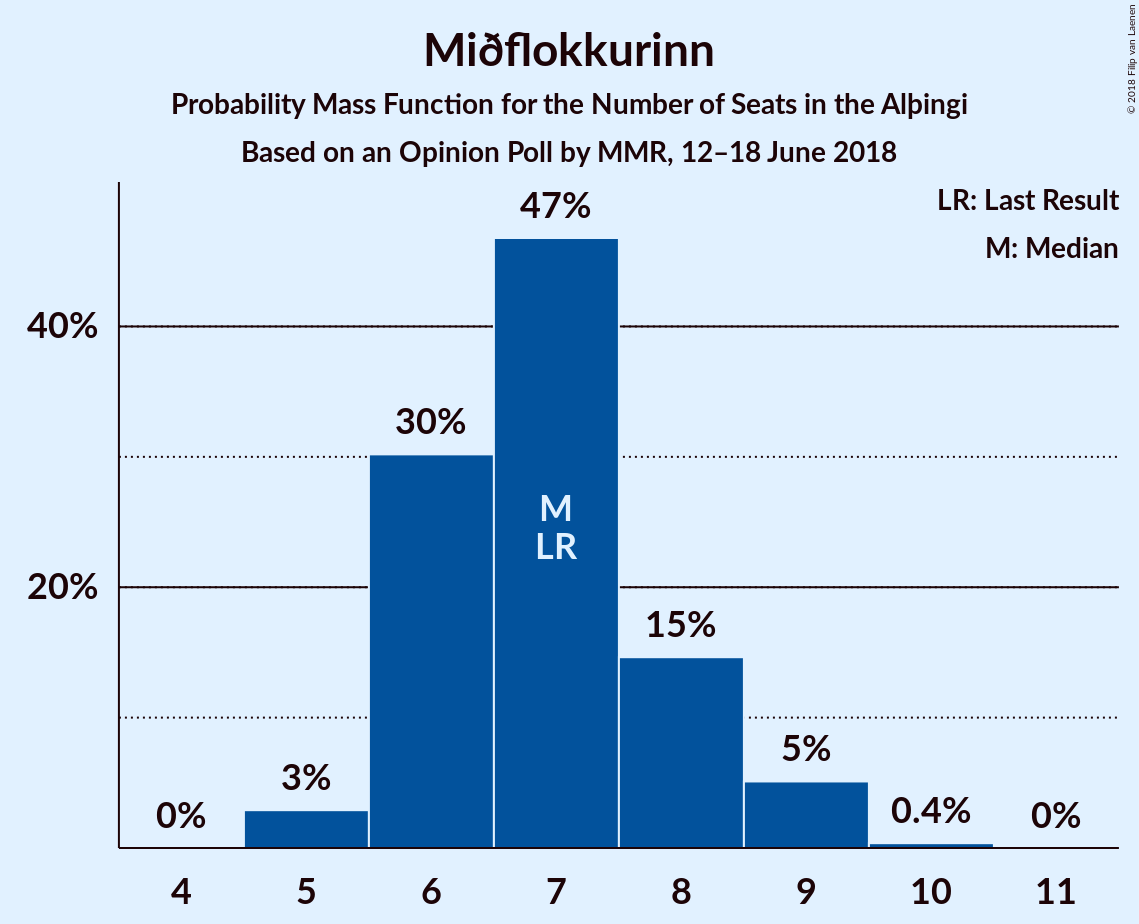 Miðflokkurinn
Probability Mass Function for the Number of Seats in the Alþingi
Based on an Opinion Poll by MMR, 12–18 June 2018
© 2018 Filip van Laenen
LR: Last Result
M: Median
47%
40%
30%
M
LR
20%
15%
5%
3%
0%
0.4%
0%
4 5 6 7 8 9 10 11